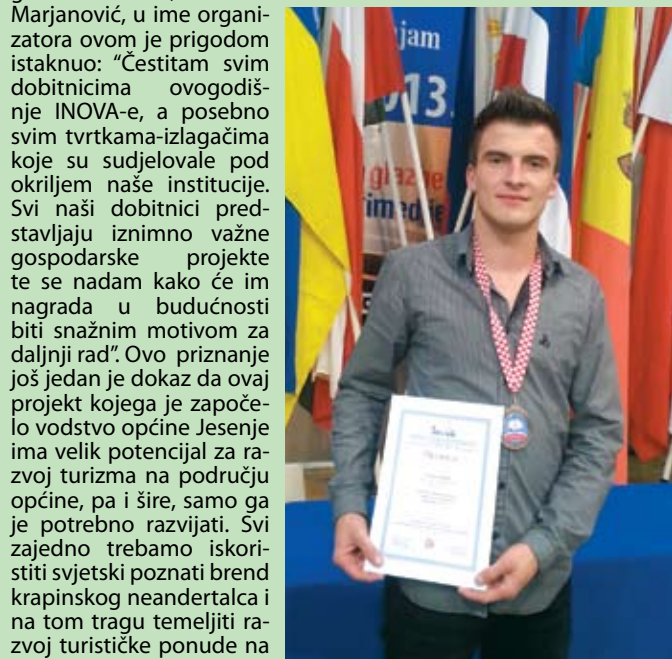 Marjanović, u ime organi-
zatora ovom je prigodom
istaknuo: “Čestitam svim
dobitnicima ovogodiš-
nje INOVA-e, a posebno
svim tvrtkama-izlagačima
koje su sudjelovale pod
okriljem naše institucije.
Svi naši dobitnici pred-
stavljaju iznimno važne
gospodarske projekte
te se nadam kako će im
nagrada u budućnosti
biti snažnim motivom za
daljnji rad”. Ovo priznanje
još jedan je dokaz da ovaj
projekt kojega je započe-
lo vodstvo općine Jesenje
ima velik potencijal za ra-
zvoj turizma na području
općine, pa i šire, samo ga
je potrebno razvijati. Svi
zajedno trebamo iskori-
stiti svjetski poznati brend
krapinskog neandertalca i
na tom tragu temeljiti ra-
zvoj turističke ponude na
jam
13.
glazbe